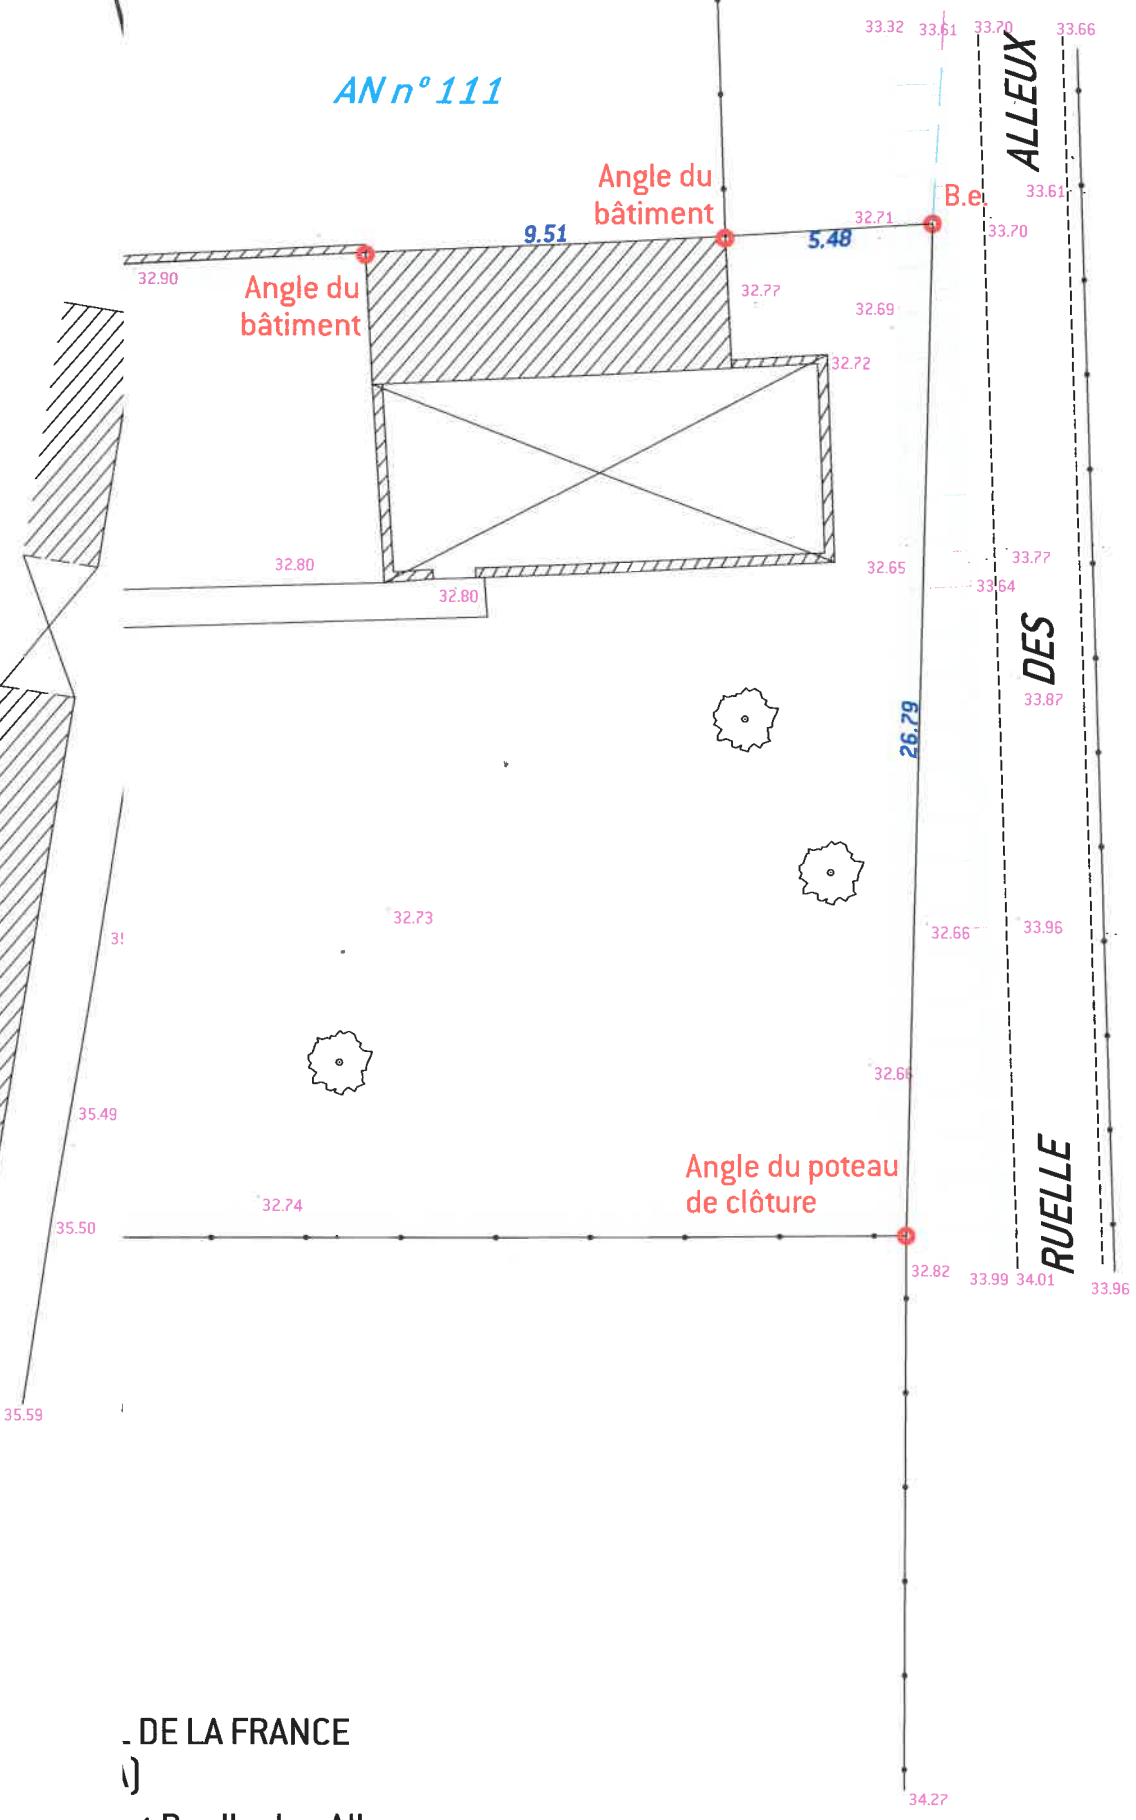 33.32 33.61 33.70 33.66
ALLEUX
AN nº 111
Angle du
bâtiment
33.61
B.e.
32.71
33.70
9.51
5.48
32.90
Angle du
bâtiment
32.77
32.69
32.72
32.80
32.65
33.77
33.64
32.80
DES
33.87
26.79
32.73
32.66
33.96
32.66
35.49
RUELLE
Angle du poteau
de clôture
32.74
35.50
32.82
33.99 34.01
33.96
35.59
DE LA FRANCE
34.27